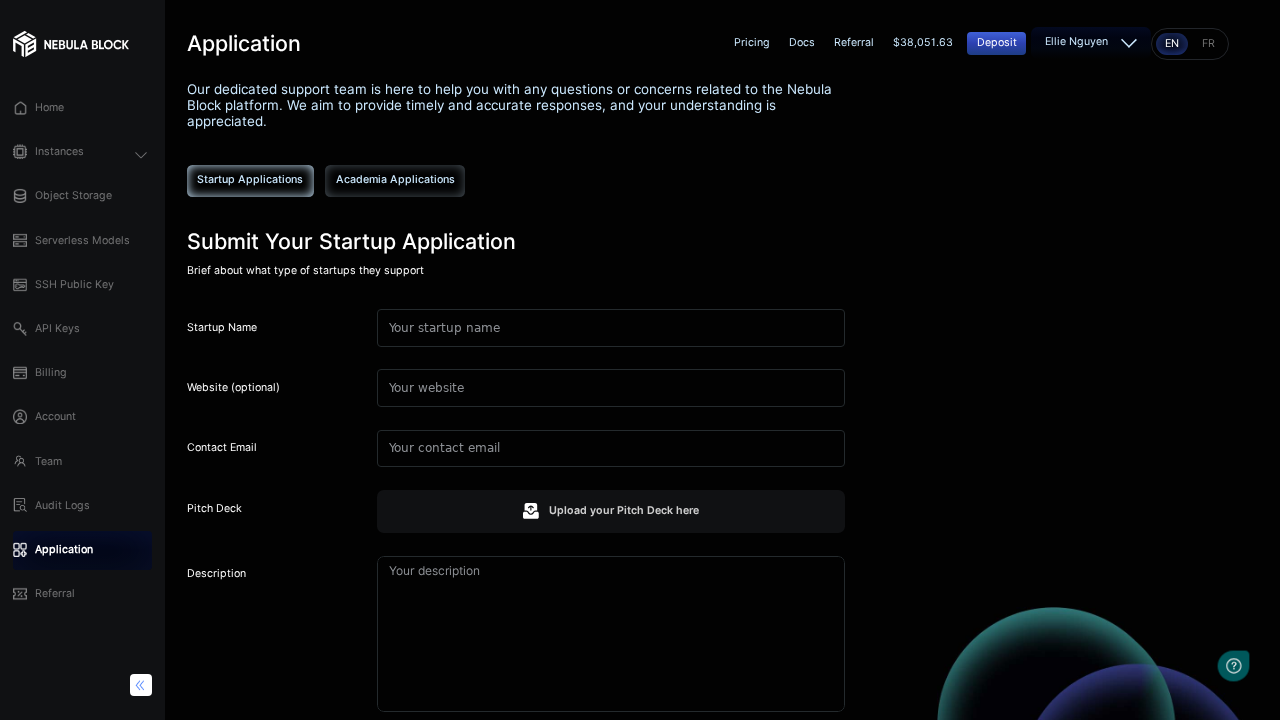 NEBULA BLOCK
Home
Instances
Object Storage
Serverless Models
SSH Public Key
API Keys
Billing
Account
Team
Audit Logs
Application
Referral
Application
Pricing
Docs
Referral
$38,051.63
Deposit
Ellie Nguyen
EN
FR
Our dedicated support team is here to help you with any questions or concerns related to the Nebula
Block platform. We aim to provide timely and accurate responses, and your understanding is
appreciated.
Startup Applications
Academia Applications
Submit Your Startup Application
Brief about what type of startups they support
Startup Name
Your startup name
Website (optional)
Your website
Contact Email
Your contact email
Pitch Deck
Upload your Pitch Deck here
Description
Your description